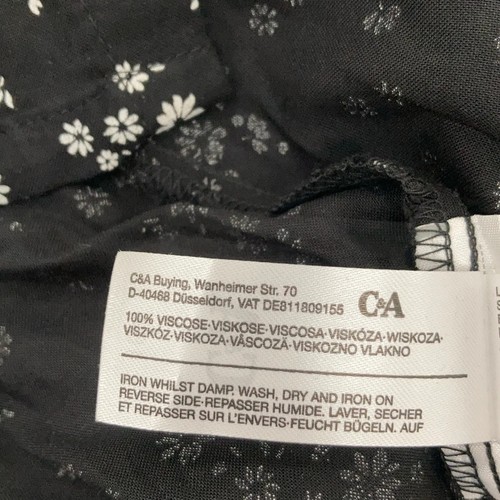 C&A Buying, Wanheimer Str. 70
D-40468 Düsseldorf, VAT DE811809155
C&A
100% VISCOSE·VISKOSE·VISCOSA·VISKÓZA·WISKOZA·
VISZKÓZ·VISKOZA·VÂSCOZĂ·VISKOZNO VLAKNO
IRON WHILST DAMP. WASH, DRY AND IRON ON
REVERSE SIDE·REPASSER HUMIDE. LAVER, SECHER
ET REPASSER SUR L'ENVERS·FEUCHT BÜGELN. AUF